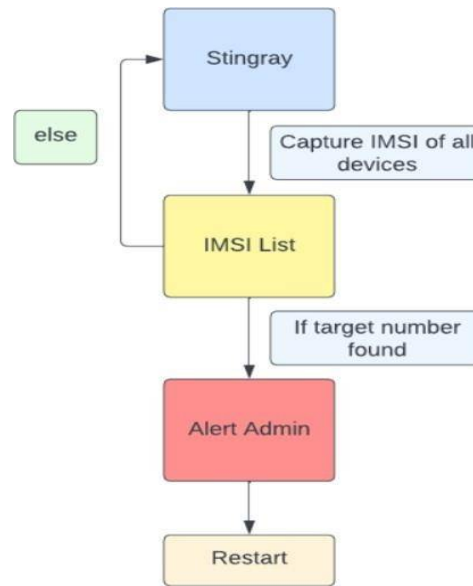 Stingray
else
Capture IMSI of all
devices
IMSI List
If target number
found
Alert Admin
Restart